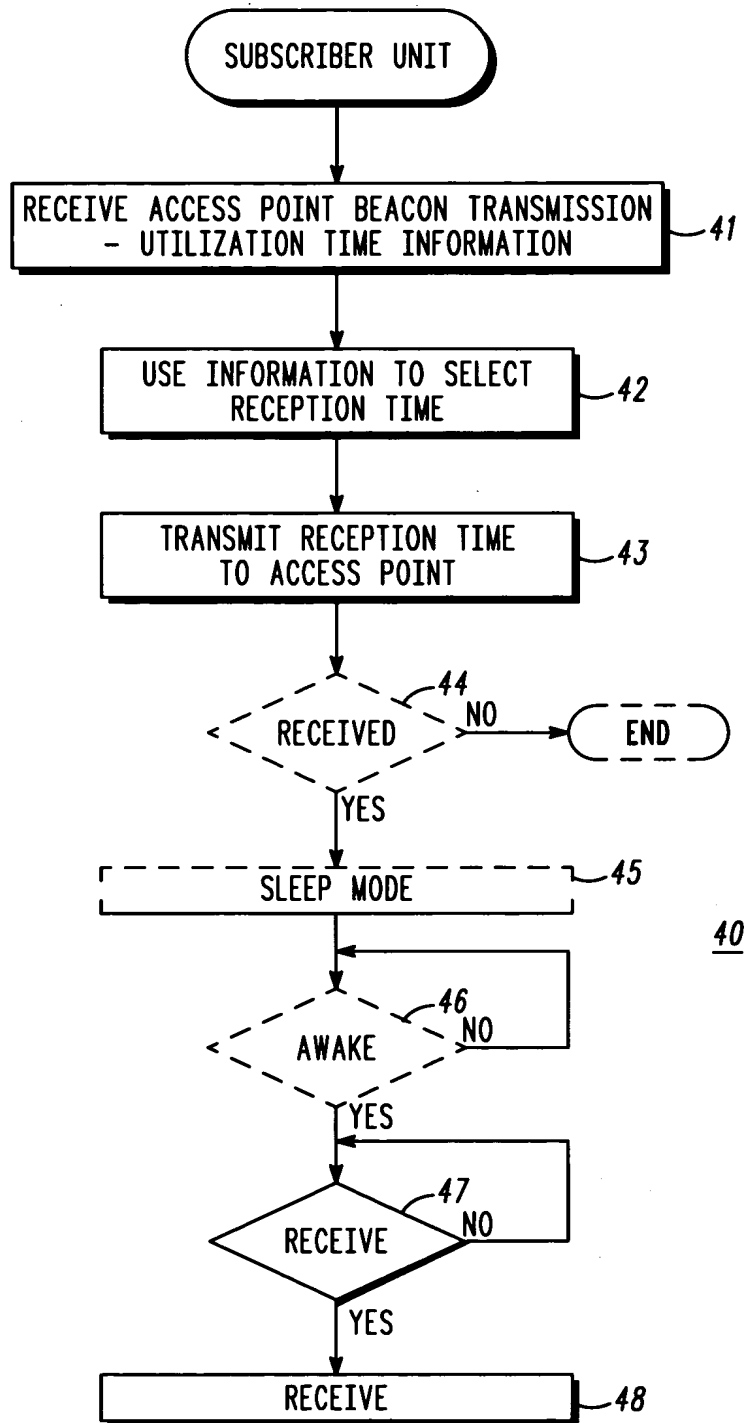 SUBSCRIBER UNIT
RECEIVE ACCESS POINT BEACON TRANSMISSION
- UTILIZATION TIME INFORMATION
41
USE INFORMATION TO SELECT
RECEPTION TIME
42
TRANSMIT RECEPTION TIME
TO ACCESS POINT
43
44
RECEIVED
NO
END
YES
SLEEP MODE
45
40
46
AWAKE
NO
YES
47
RECEIVE
NO
YES
RECEIVE
48